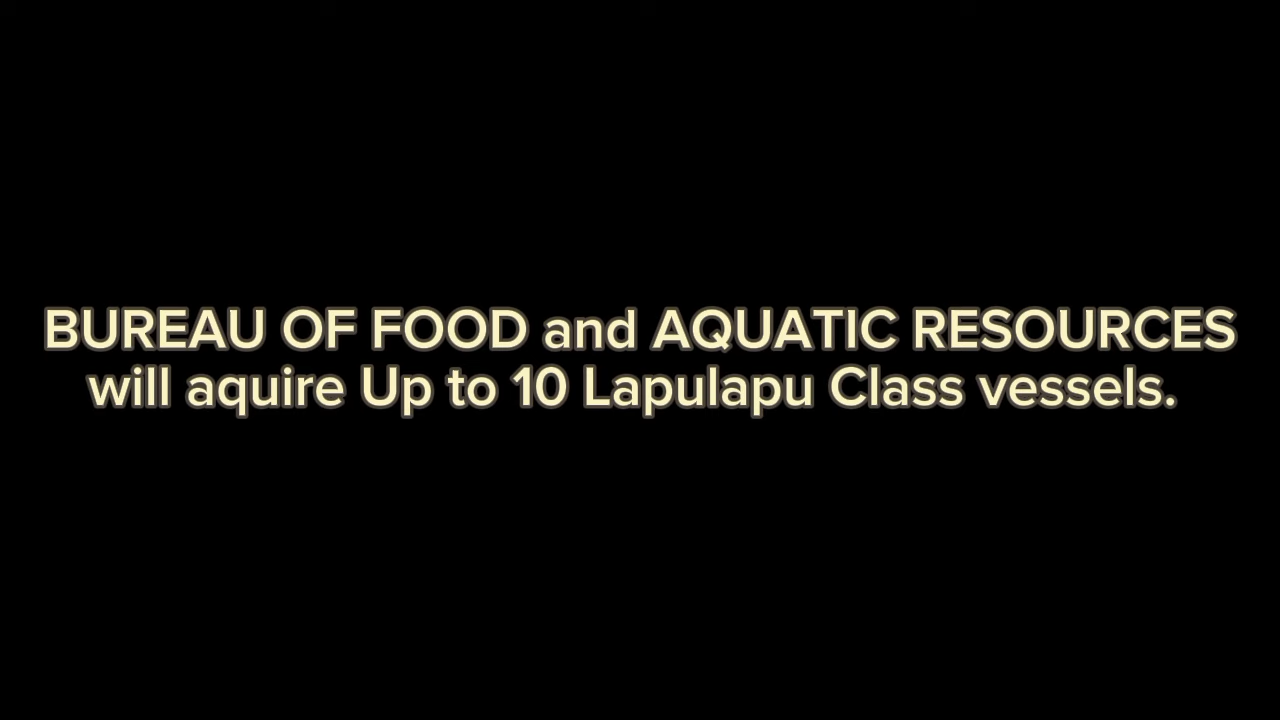 BUREAU OF FOOD and AQUATIC RESOURCES
will aquire Up to 10 Lapulapu Class vessels.